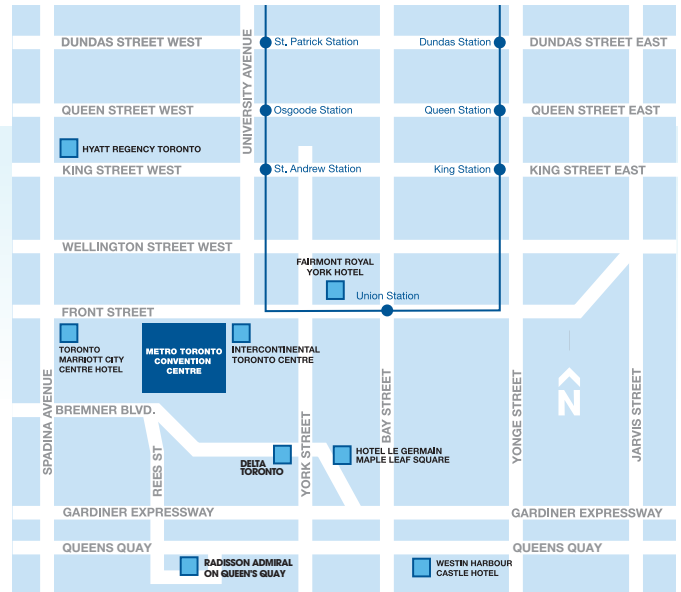 DUNDAS STREET WEST
UNIVERSITY AVENUE
St. Patrick Station
Dundas Station
DUNDAS STREET EAST
QUEEN STREET WEST
Osgoode Station
Queen Station
QUEEN STREET EAST
HYATT REGENCY TORONTO
KING STREET WEST
St. Andrew Station
King Station
KING STREET EAST
WELLINGTON STREET WEST
FAIRMONT ROYAL
YORK HOTEL
Union Station
FRONT STREET
TORONTO
MARRIOTT CITY
CENTRE HOTEL
METRO TORONTO
CONVENTION
CENTRE
INTERCONTINENTAL
TORONTO CENTRE
N
SPADINA AVENUE
BREMNER BLVD.
REES ST
YORK STREET
BAY STREET
YONGE STREET
JARVIS STREET
DELTA
TORONTO
HOTEL LE GERMAIN
MAPLE LEAF SQUARE
GARDINER EXPRESSWAY
GARDINER EXPRESSWAY
QUEENS QUAY
QUEENS QUAY
RADISSON ADMIRAL
ON QUEEN'S QUAY
WESTIN HARBOUR
CASTLE HOTEL